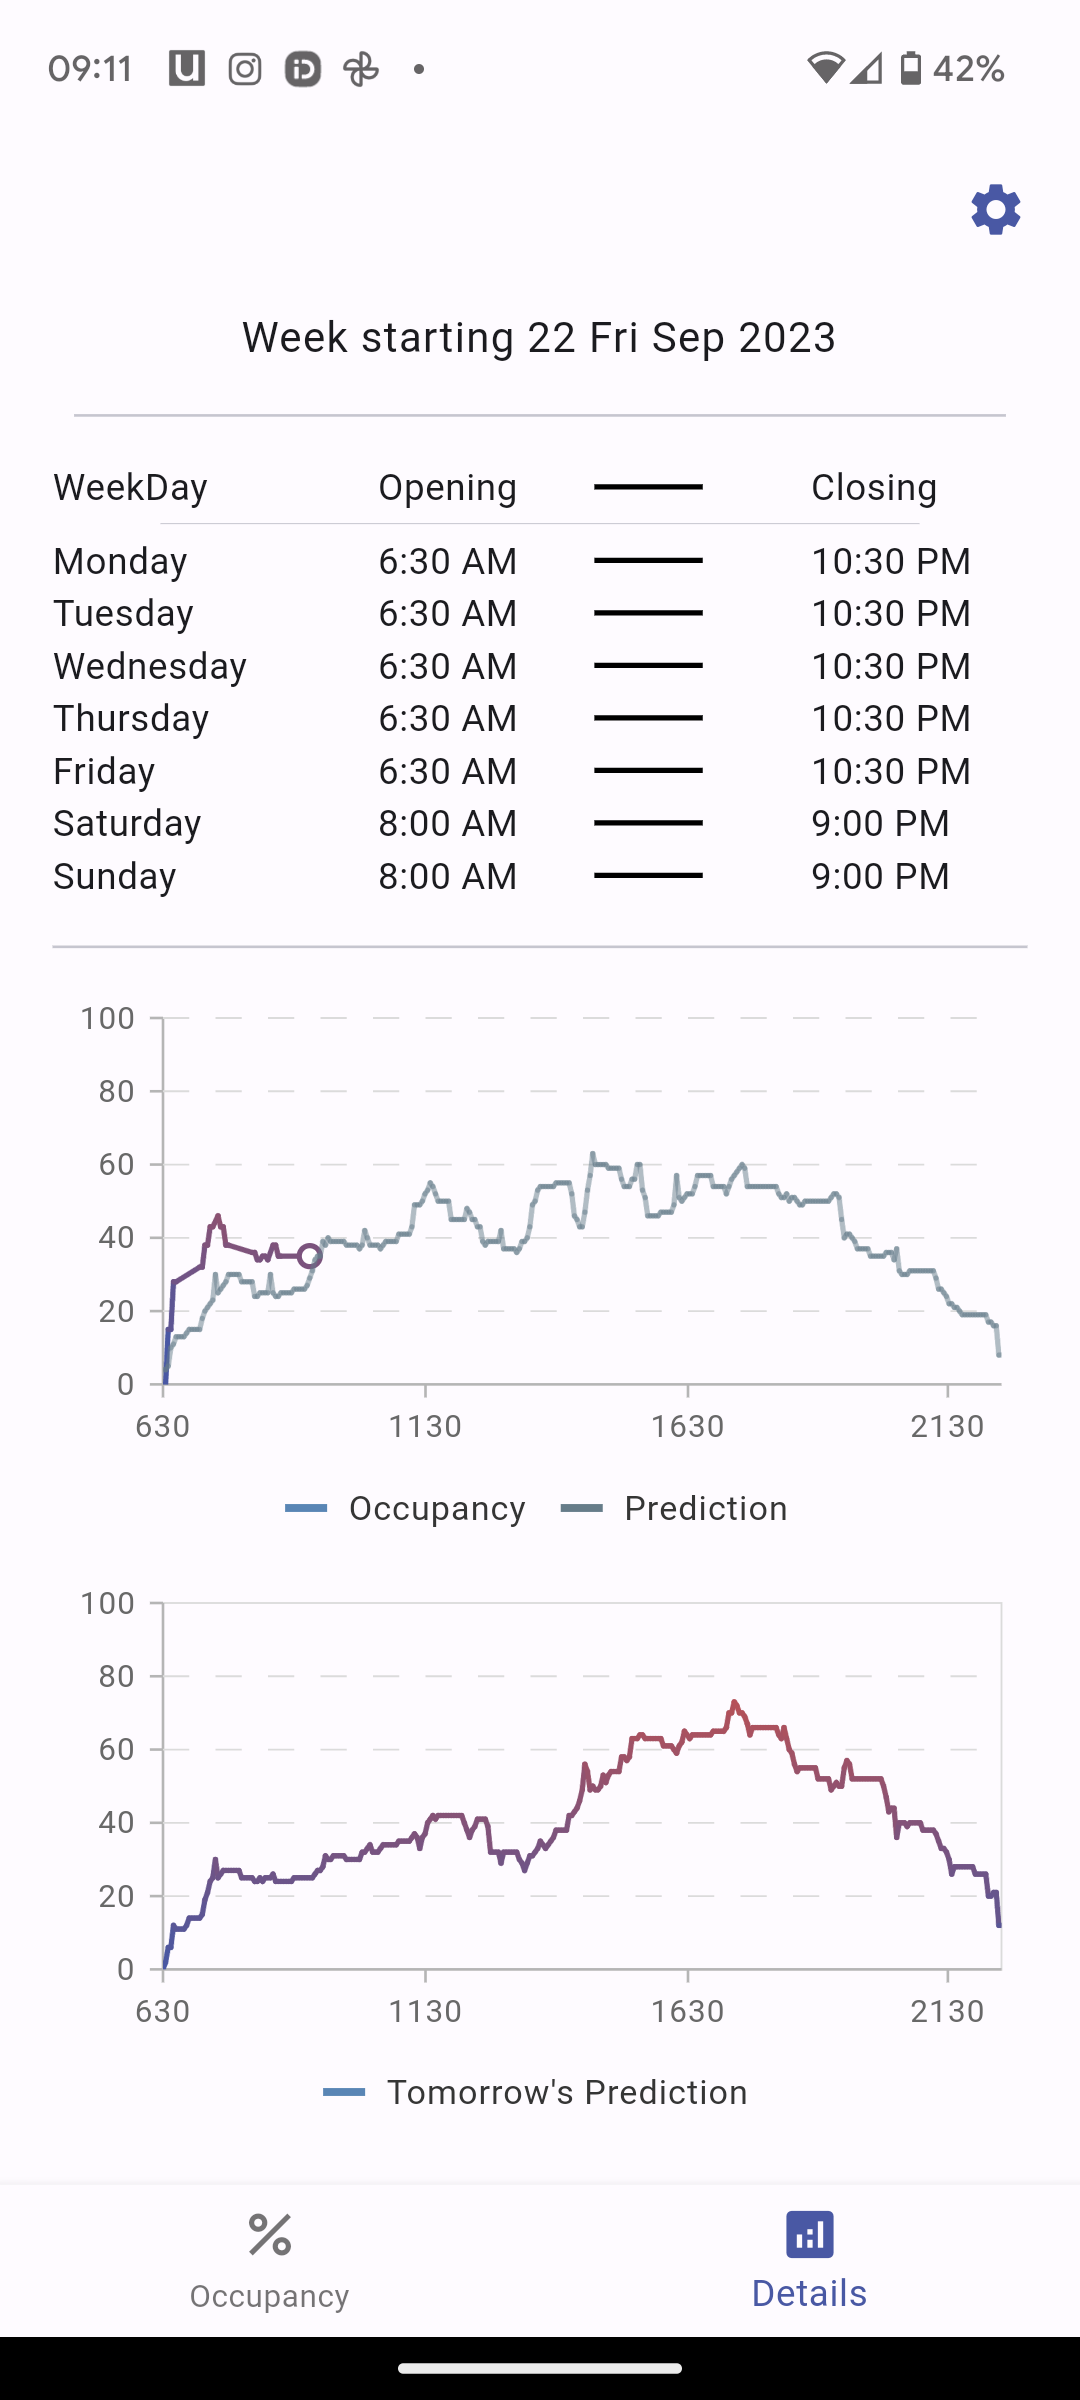 09:11 42%
Week starting 22 Fri Sep 2023
WeekDay Opening Closing
Monday 6:30 AM 10:30 PM
Tuesday 6:30 AM 10:30 PM
Wednesday 6:30 AM 10:30 PM
Thursday 6:30 AM 10:30 PM
Friday 6:30 AM 10:30 PM
Saturday 8:00 AM 9:00 PM
Sunday 8:00 AM 9:00 PM
100
80
60
40
20
0
630 1130 1630 2130
Occupancy Prediction
100
80
60
40
20
0
630 1130 1630 2130
Tomorrow's Prediction
Occupancy Details